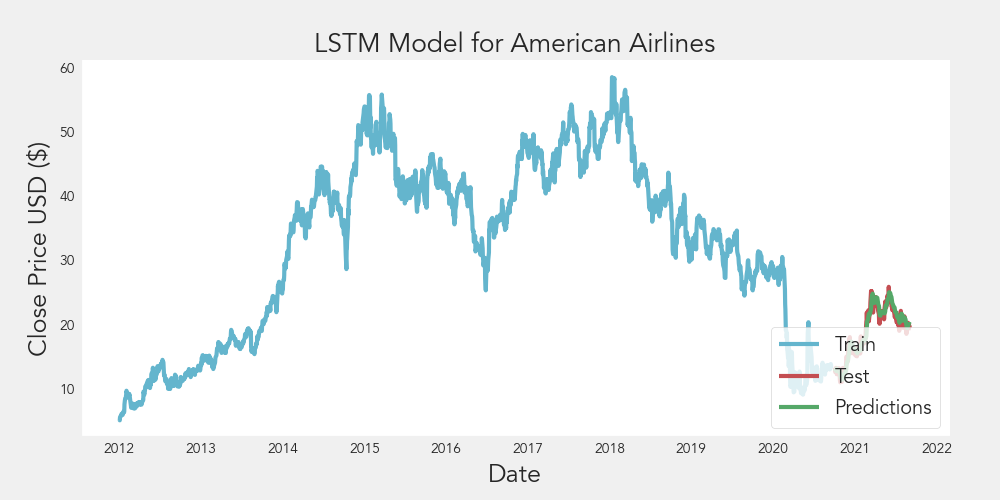 LSTM Model for American Airlines
Close Price USD ($)
60
50
40
30
20
10
Train
Test
Predictions
2012 2013 2014 2015 2016 2017 2018 2019 2020 2021 2022
Date